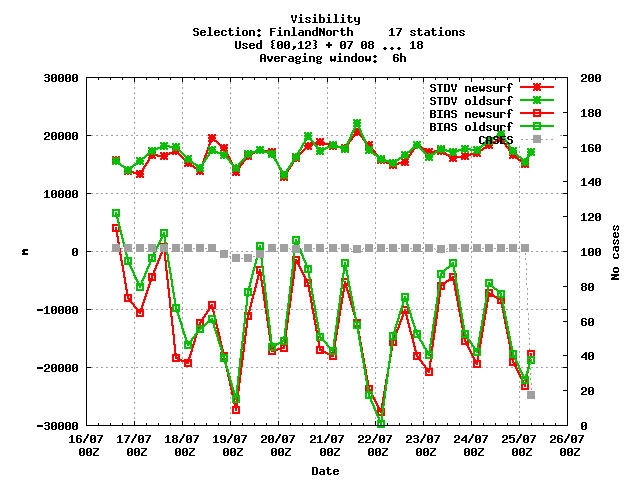 Visibility
Selection: FinlandNorth 17 stations
Used {00,12} + 07 08 ... 18
Averaging window: 6h
30000
20000
10000
0
-10000
-20000
-30000
m
STDV newsurf
STDV oldsurf
BIAS newsurf
BIAS oldsurf
CASES
200
180
160
140
120
100
80
60
40
20
0
No cases
16/07 17/07 18/07 19/07 20/07 21/07 22/07 23/07 24/07 25/07 26/07
00Z 00Z 00Z 00Z 00Z 00Z 00Z 00Z 00Z 00Z 00Z
Date